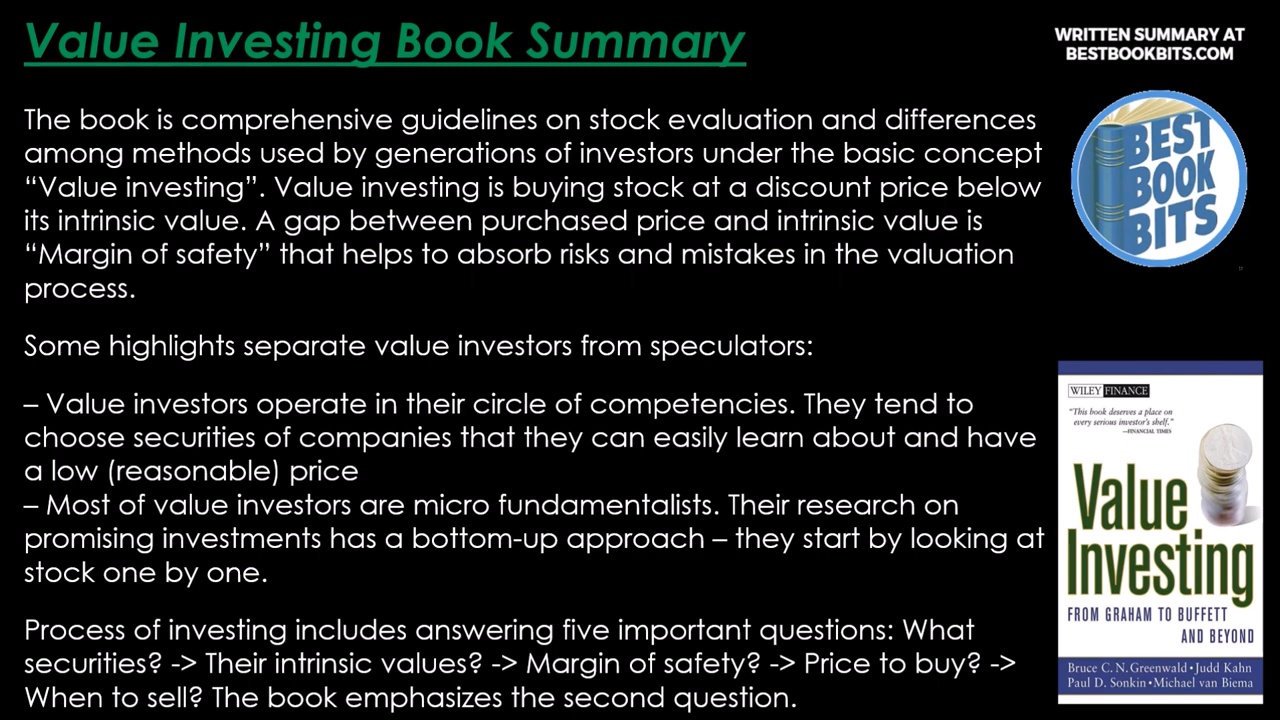 Value Investing Book Summary
WRITTEN SUMMARY AT
BESTBOOKBITS.COM
The book is comprehensive guidelines on stock evaluation and differences
among methods used by generations of investors under the basic concept
“Value investing”. Value investing is buying stock at a discount price below
its intrinsic value. A gap between purchased price and intrinsic value is
“Margin of safety” that helps to absorb risks and mistakes in the valuation
process.
BEST
BOOK
BITS
Some highlights separate value investors from speculators:
– Value investors operate in their circle of competencies. They tend to
choose securities of companies that they can easily learn about and have
a low (reasonable) price
– Most of value investors are micro fundamentalists. Their research on
promising investments has a bottom-up approach – they start by looking at
stock one by one.
Process of investing includes answering five important questions: What
securities? -> Their intrinsic values? -> Margin of safety? -> Price to buy? ->
When to sell? The book emphasizes the second question.
WILEY FINANCE
“This book deserves a place on
every serious investor's shelf.”
—FINANCIAL TIMES
Value
Investing
FROM GRAHAM TO BUFFETT
AND BEYOND
Bruce C. N. Greenwald • Judd Kahn
Paul D. Sonkin • Michael van Biema